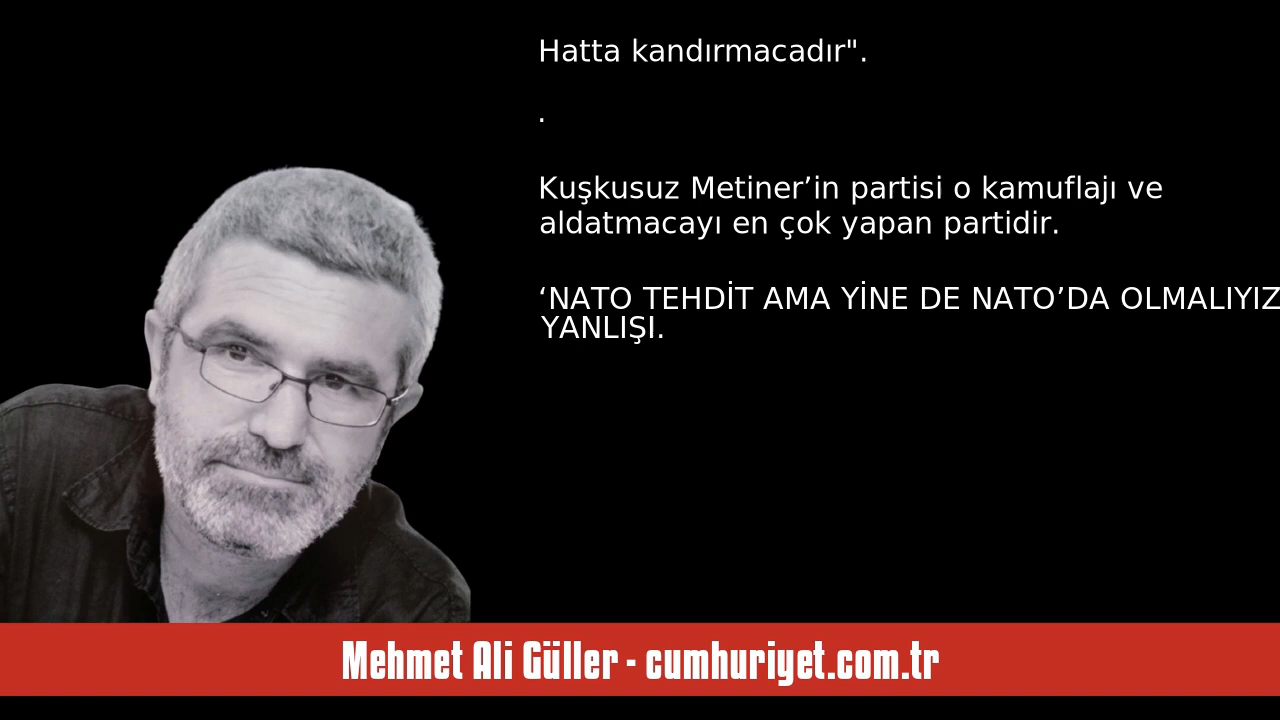 Hatta kandırmacadır".
.
Kuşkusuz Metiner’in partisi o kamuflajı ve
aldatmacayı en çok yapan partidir.
‘NATO TEHDİT AMA YİNE DE NATO’DA OLMALIYIZ
YANLIŞI.
Mehmet Ali Güller - cumhuriyet.com.tr